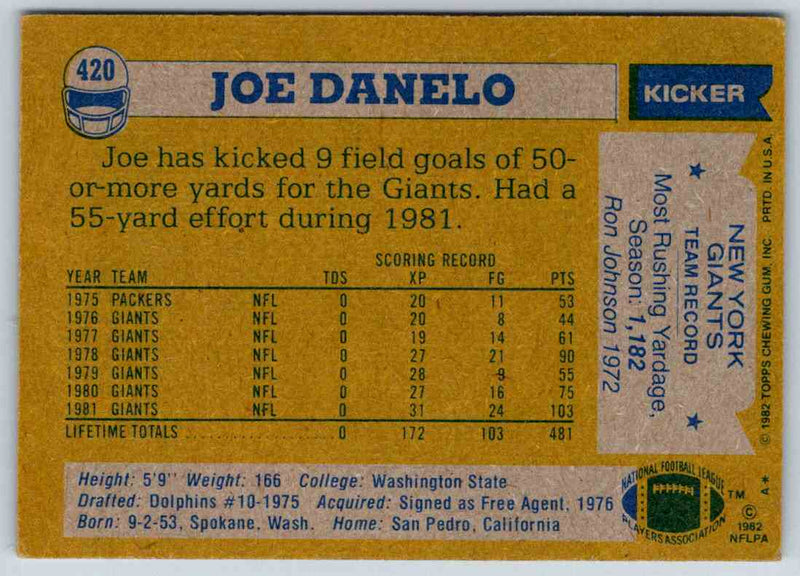 420
JOE DANELO
KICKER
Joe has kicked 9 field goals of 50-
or-more yards for the Giants. Had a
55-yard effort during 1981.
SCORING RECORD
YEAR TEAM TDS XP FG PTS
1975 PACKERS NFL 0 20 11 53
1976 GIANTS NFL 0 20 8 44
1977 GIANTS NFL 0 19 14 61
1978 GIANTS NFL 0 27 21 90
1979 GIANTS NFL 0 28 9 55
1980 GIANTS NFL 0 27 16 75
1981 GIANTS NFL 0 31 24 103
LIFETIME TOTALS 0 172 103 481
Height: 5'9" Weight: 166 College: Washington State
Drafted: Dolphins #10-1975 Acquired: Signed as Free Agent, 1976
Born: 9-2-53, Spokane, Wash. Home: San Pedro, California
NEW YORK
GIANTS
TEAM RECORD
Most Rushing Yardage,
Season: 1,182
Ron Johnson 1972
© 1982 TOPPS CHEWING GUM, INC. PRTD. IN U.S.A.
A*
NATIONAL FOOTBALL LEAGUE
PLAYERS ASSOCIATION
TM
©
1982
NFLPA